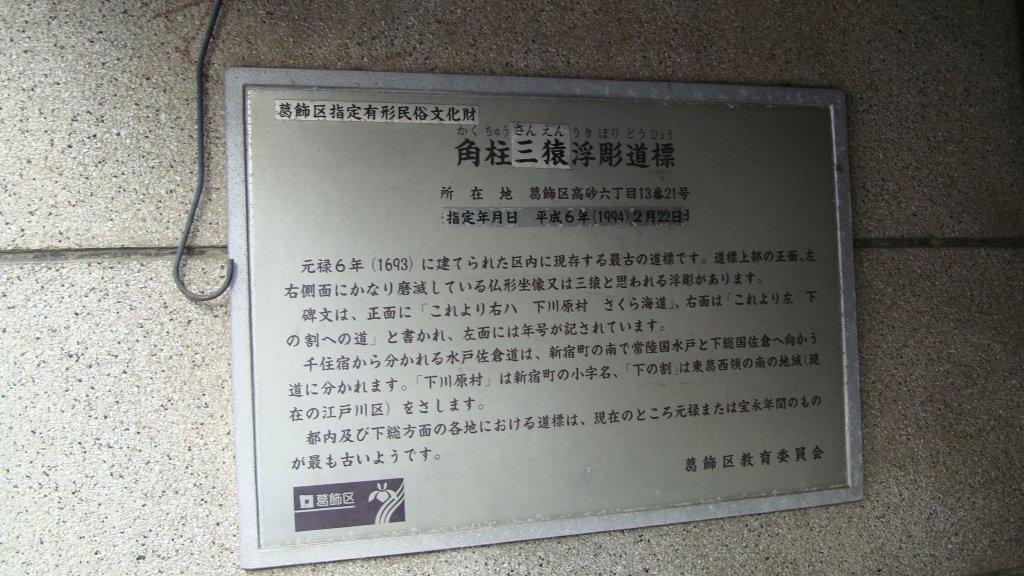 葛飾区指定有形民俗文化財
かくちゅうさんえんうきぼりどうひょう
角柱三猿浮彫道標
所在地　葛飾区高砂六丁目13番21号
指定年月日　平成6年(1994)2月22日
元禄6年(1693)に建てられた区内に現存する最古の道標です。道標上部の正面、左
右側面にかなり磨滅している仏形坐像又は三猿と思われる浮彫があります。
碑文は、正面に「これより右ハ　下川原村　さくら海道」、右面は「これより左　下
の割への道」と書かれ、左面には年号が記されています。
千住宿から分かれる水戸佐倉道は、新宿町の南で常陸国水戸と下総国佐倉へ向かう
道に分かれます。「下川原村」は新宿町の小字名、「下の割」は東葛西領の南の地域(現
在の江戸川区)をさします。
都内及び下総方面の各地における道標は、現在のところ元禄または宝永年間のもの
が最も古いようです。
葛飾区教育委員会
葛飾区